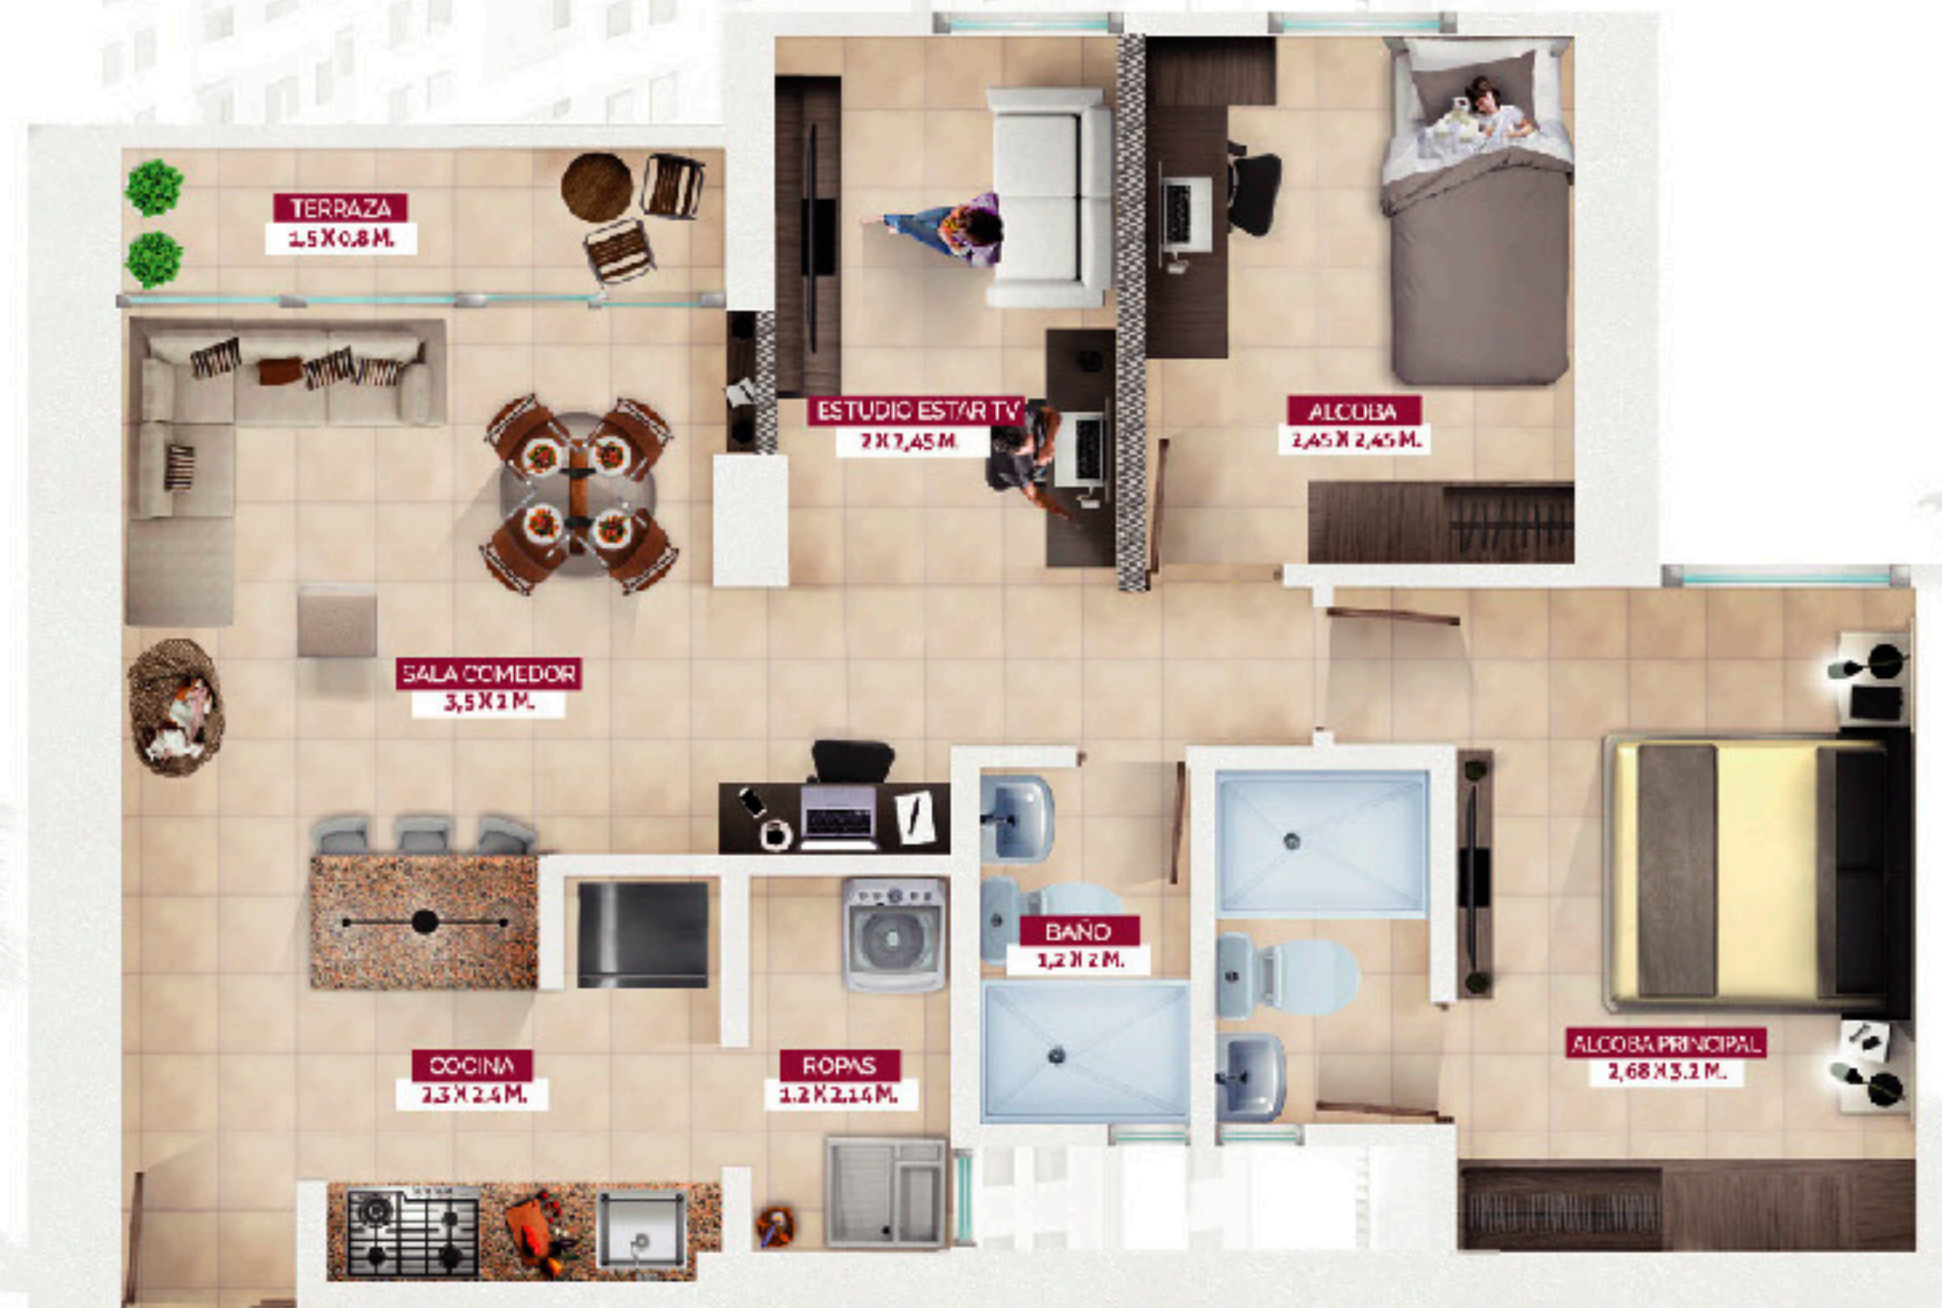 TERRAZA
1.5 X 0.8 M.
ESTUDIO ESTAR TV
2 X 2,45 M.
ALCOBA
2,45 X 2,45 M.
SALA COMEDOR
3,5 X 2 M.
BAÑO
1,2 X 2 M.
COCINA
2.3 X 2.4 M.
ROPAS
1.2 X 2.14 M.
ALCOBA PRINCIPAL
2,68 X 3.2 M.